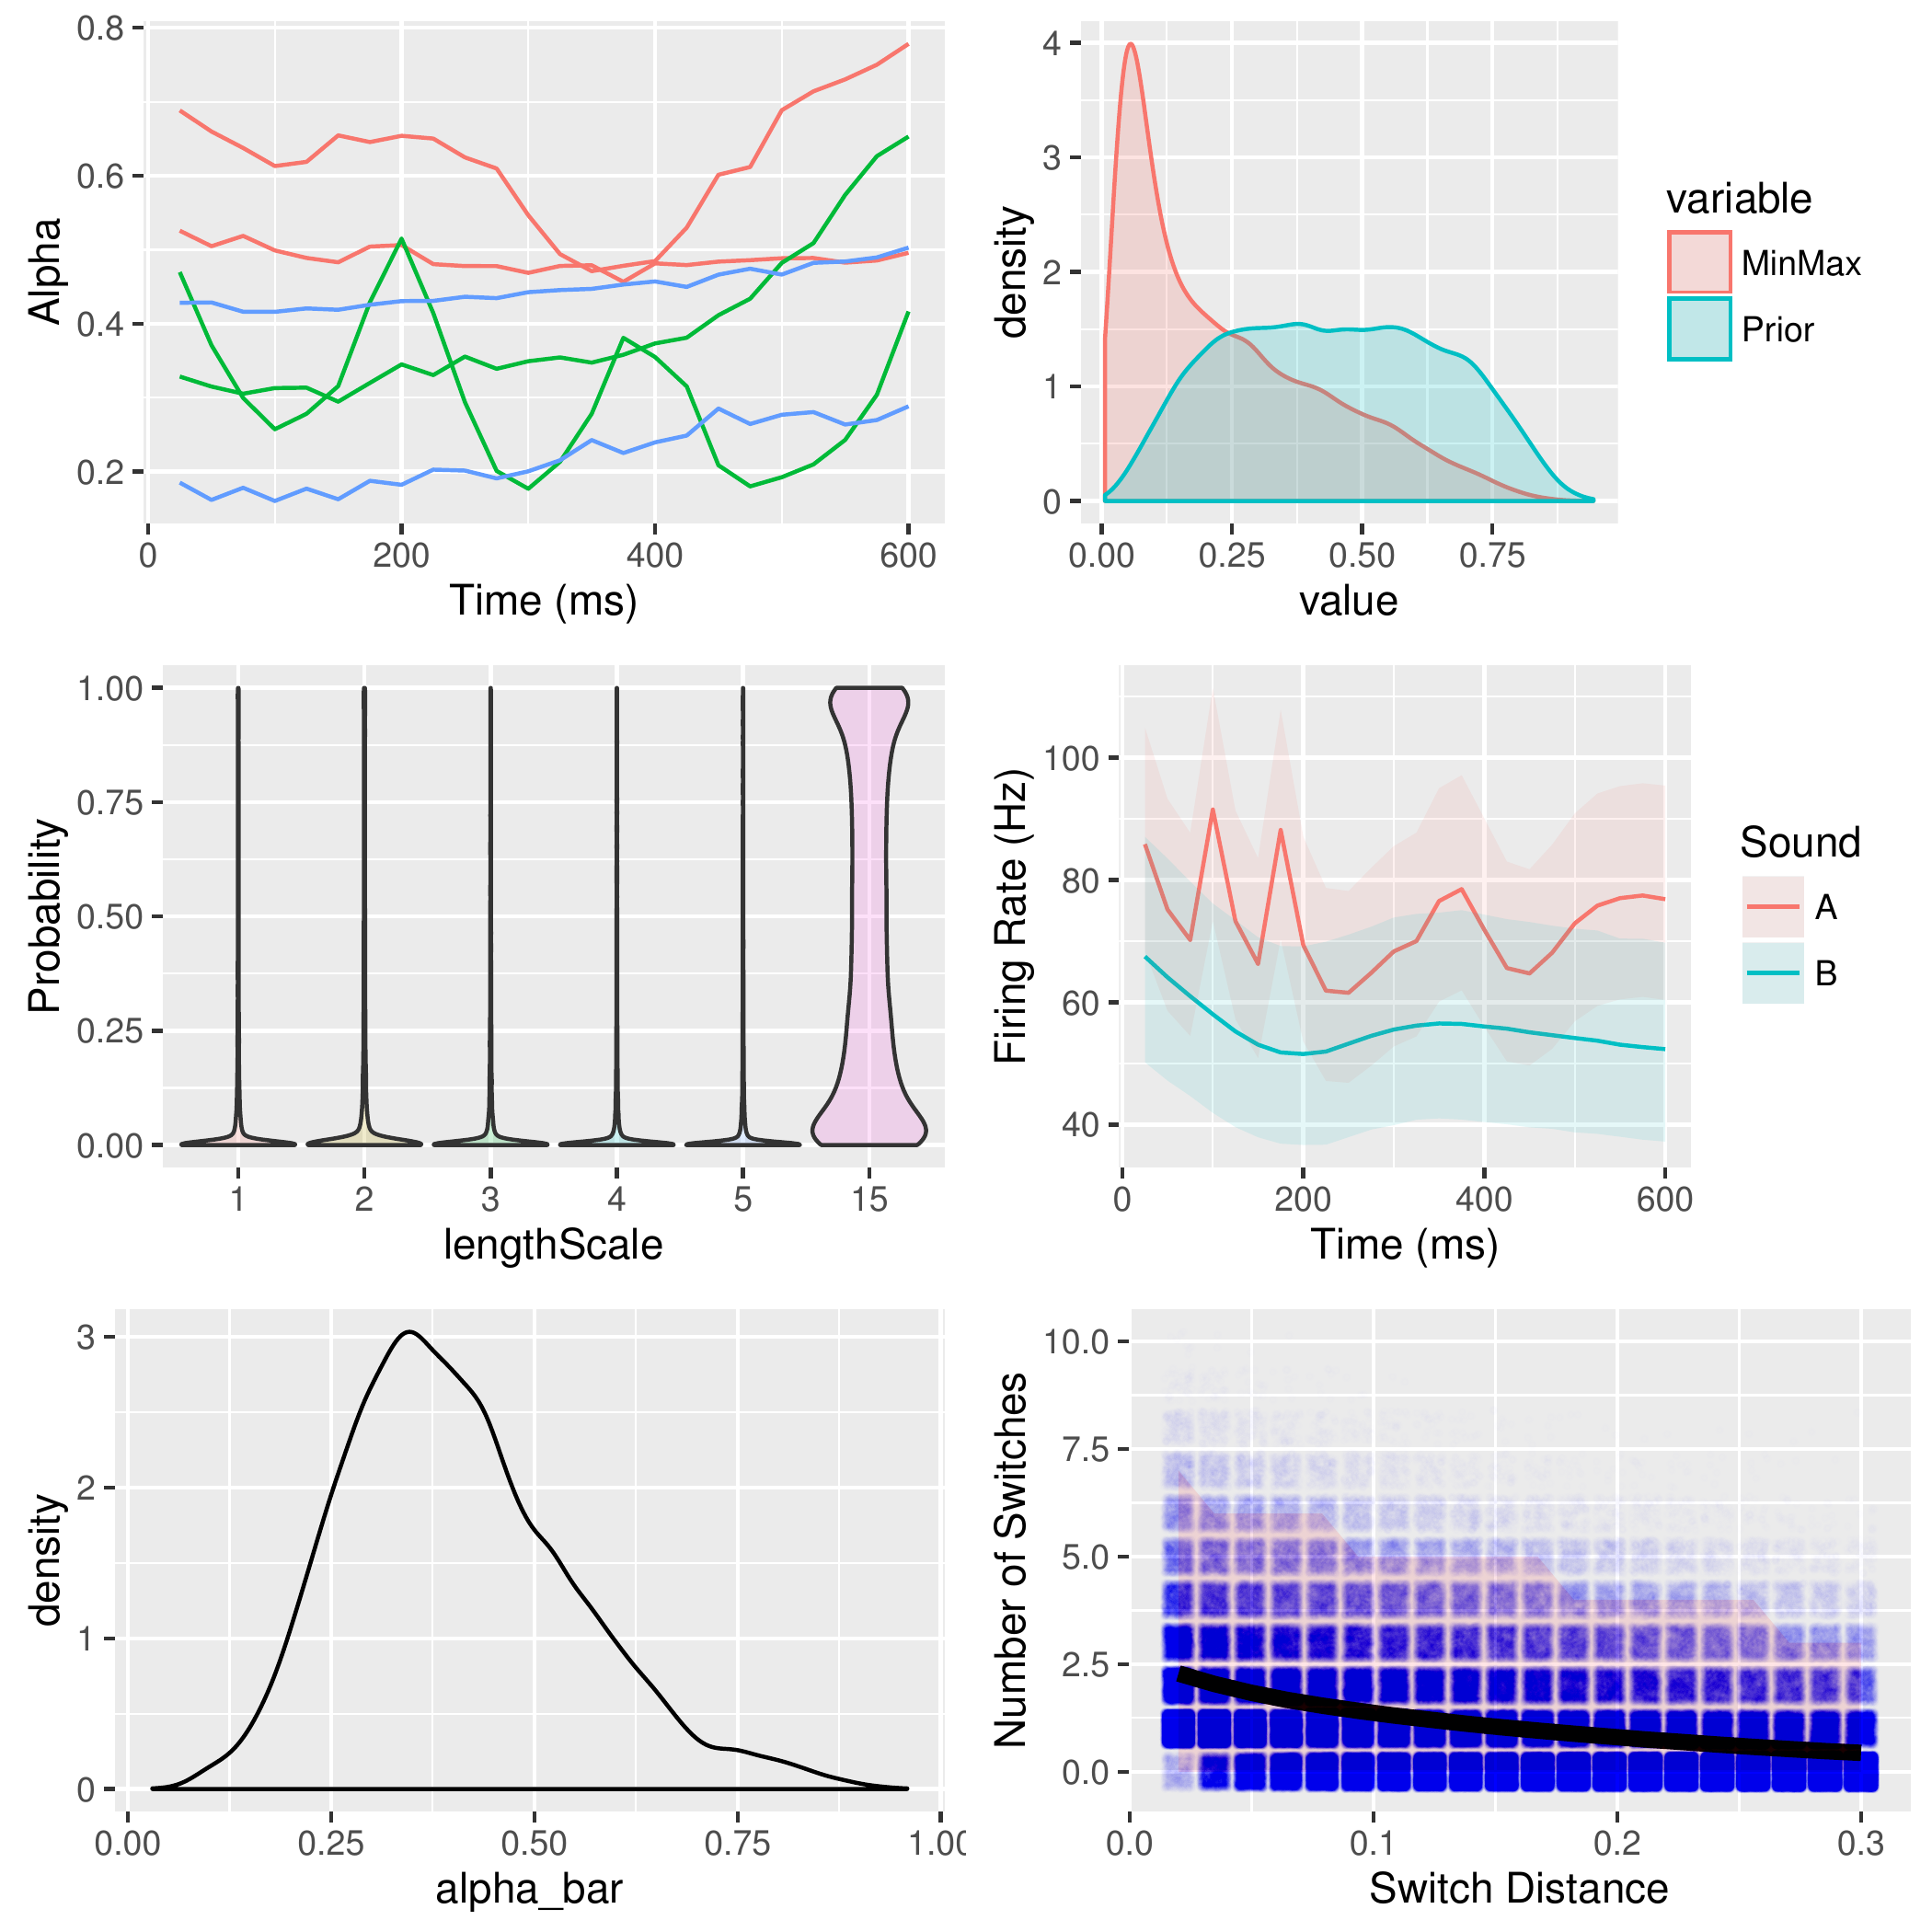 Alpha
0.8
0.6
0.4
0.2
0 200 400 600
Time (ms)
density
4
3
2
1
0
0.00 0.25 0.50 0.75
value
variable
MinMax
Prior
Probability
1.00
0.75
0.50
0.25
0.00
1 2 3 4 5 15
lengthScale
Firing Rate (Hz)
100
80
60
40
0 200 400 600
Time (ms)
Sound
A
B
density
3
2
1
0
0.00 0.25 0.50 0.75 1.00
alpha_bar
Number of Switches
10.0
7.5
5.0
2.5
0.0
0.0 0.1 0.2 0.3
Switch Distance